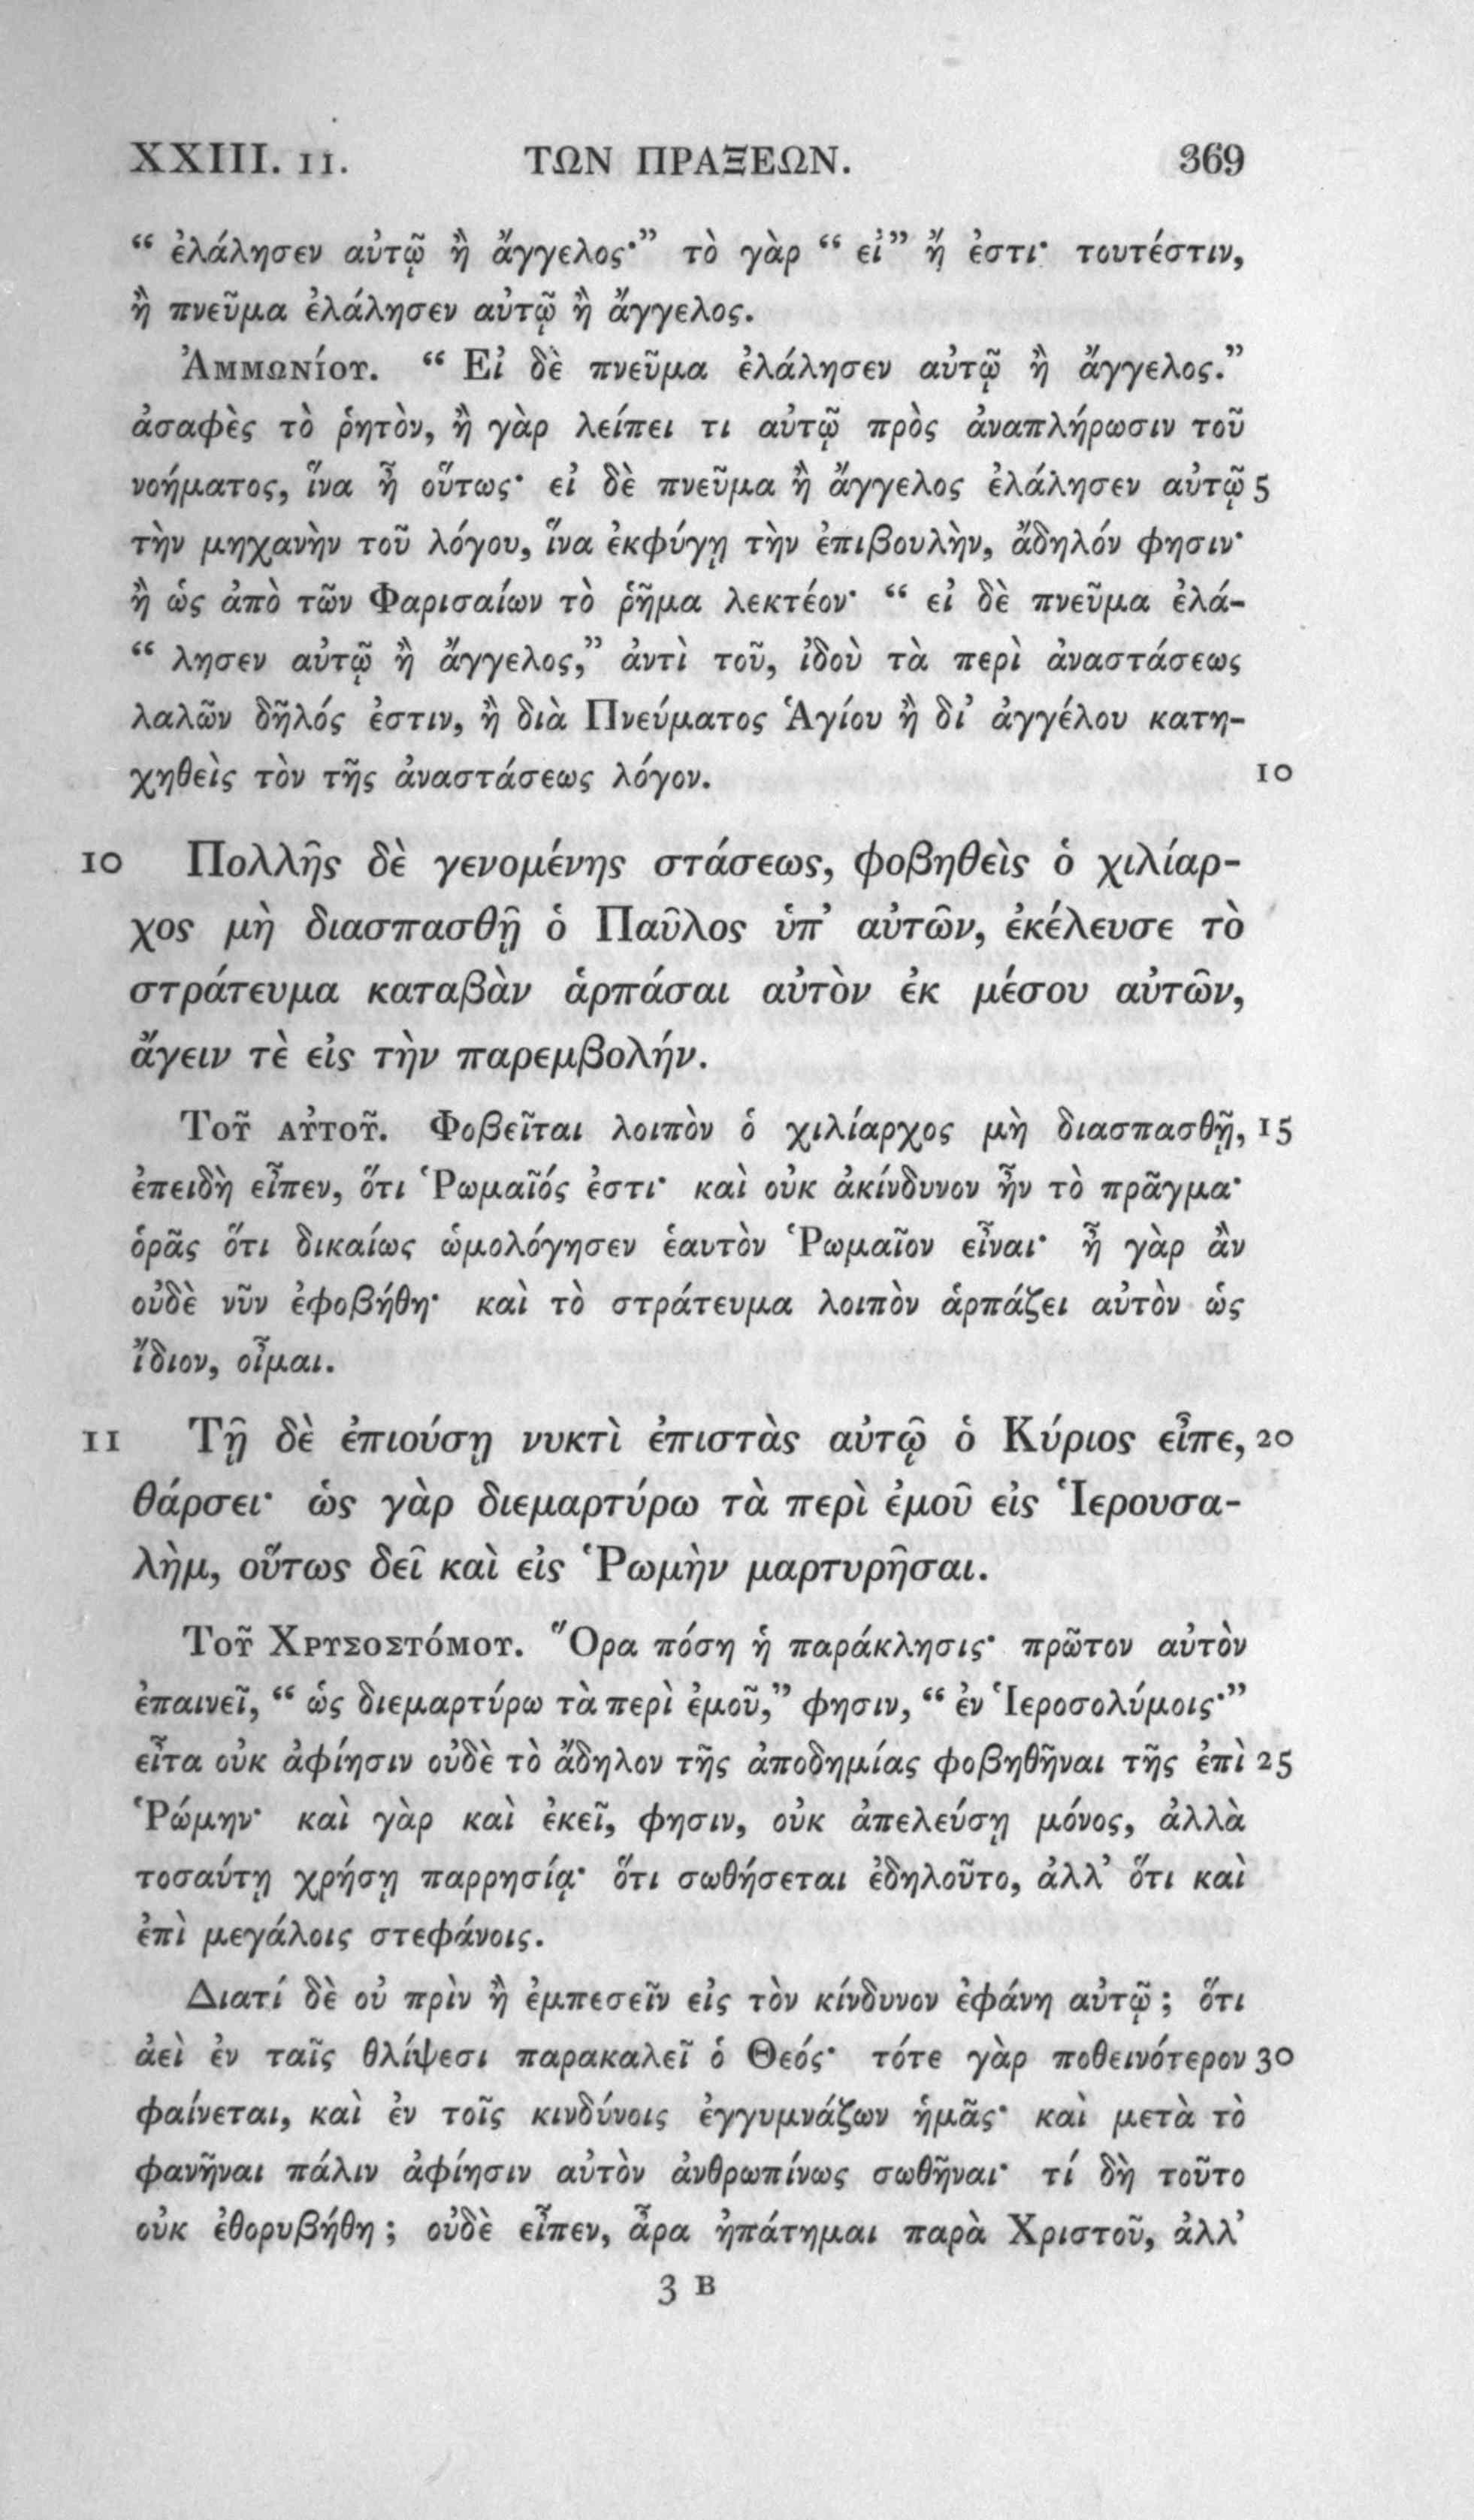 XXIII. 11. ΤΩΝ ΠΡΑΞΕΩΝ. 369
“ ἐλάλησεν αὐτῷ ἢ ἄγγελος·” τὸ γὰρ “ εἰ” ἤ ἐστι· τουτέστιν,
ἢ πνεῦμα ἐλάλησεν αὐτῷ ἢ ἄγγελος.
Ἀμμωνίου. “ Εἰ δὲ πνεῦμα ἐλάλησεν αὐτῷ ἢ ἄγγελος.”
ἀσαφὲς τὸ ῥητὸν, ἢ γὰρ λείπει τι αὐτῷ πρὸς ἀναπλήρωσιν τοῦ
νοήματος, ἵνα ἦ οὕτως· εἰ δὲ πνεῦμα ἢ ἄγγελος ἐλάλησεν αὐτῷ 5
τὴν μηχανὴν τοῦ λόγου, ἵνα ἐκφύγῃ τὴν ἐπιβουλὴν, ἄδηλόν φησιν·
ἢ ὡς ἀπὸ τῶν Φαρισαίων τὸ ῥῆμα λεκτέον· “ εἰ δὲ πνεῦμα ἐλά-
“ λησεν αὐτῷ ἢ ἄγγελος,” ἀντὶ τοῦ, ἰδοὺ τὰ περὶ ἀναστάσεως
λαλῶν δῆλός ἐστιν, ἢ διὰ Πνεύματος Ἁγίου ἢ δι’ ἀγγέλου κατη-
χηθεὶς τὸν τῆς ἀναστάσεως λόγον. 10
10 Πολλῆς δὲ γενομένης στάσεως, φοβηθεὶς ὁ χιλίαρ-
χος μὴ διασπασθῇ ὁ Παῦλος ὑπ’ αὐτῶν, ἐκέλευσε τὸ
στράτευμα καταβὰν ἁρπάσαι αὐτὸν ἐκ μέσου αὐτῶν,
ἄγειν τὲ εἰς τὴν παρεμβολήν.
Τοῦ αὐτοῦ. Φοβεῖται λοιπὸν ὁ χιλίαρχος μὴ διασπασθῇ, 15
ἐπειδὴ εἶπεν, ὅτι Ῥωμαῖός ἐστι· καὶ οὐκ ἀκίνδυνον ἦν τὸ πρᾶγμα·
ὁρᾷς ὅτι δικαίως ὡμολόγησεν ἑαυτὸν Ῥωμαῖον εἶναι· ἦ γὰρ ἂν
οὐδὲ νῦν ἐφοβήθη· καὶ τὸ στράτευμα λοιπὸν ἁρπάζει αὐτὸν ὡς
ἴδιον, οἶμαι.
11 Τῇ δὲ ἐπιούσῃ νυκτὶ ἐπιστὰς αὐτῷ ὁ Κύριος εἶπε, 20
θάρσει· ὡς γὰρ διεμαρτύρω τὰ περὶ ἐμοῦ εἰς Ἱερουσα-
λὴμ, οὕτως δεῖ καὶ εἰς Ῥωμὴν μαρτυρῆσαι.
Τοῦ Χρυσοστόμου. Ὅρα πόση ἡ παράκλησις· πρῶτον αὐτὸν
ἐπαινεῖ, “ ὡς διεμαρτύρω τὰ περὶ ἐμοῦ,” φησιν, “ ἐν Ἱεροσολύμοις·”
εἶτα οὐκ ἀφίησιν οὐδὲ τὸ ἄδηλον τῆς ἀποδημίας φοβηθῆναι τῆς ἐπὶ 25
Ῥώμην· καὶ γὰρ καὶ ἐκεῖ, φησιν, οὐκ ἀπελεύσῃ μόνος, ἀλλὰ
τοσαύτῃ χρήσῃ παρρησίᾳ· ὅτι σωθήσεται ἐδηλοῦτο, ἀλλ’ ὅτι καὶ
ἐπὶ μεγάλοις στεφάνοις.
Διατί δὲ οὐ πρὶν ἢ ἐμπεσεῖν εἰς τὸν κίνδυνον ἐφάνη αὐτῷ ; ὅτι
ἀεὶ ἐν ταῖς θλίψεσι παρακαλεῖ ὁ Θεός· τότε γὰρ ποθεινότερον 30
φαίνεται, καὶ ἐν τοῖς κινδύνοις ἐγγυμνάζων ἡμᾶς· καὶ μετὰ τὸ
φανῆναι πάλιν ἀφίησιν αὐτὸν ἀνθρωπίνως σωθῆναι· τί δὴ τοῦτο
οὐκ ἐθορυβήθη ; οὐδὲ εἶπεν, ἆρα ἠπάτημαι παρὰ Χριστοῦ, ἀλλ’
3 B